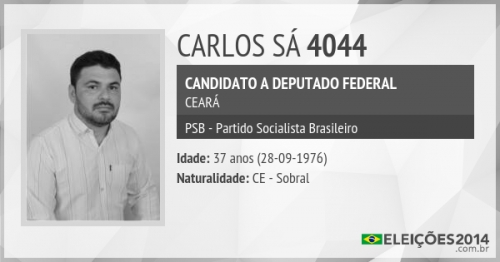 CARLOS SÁ 4044
CANDIDATO A DEPUTADO FEDERAL
CEARÁ
PSB - Partido Socialista Brasileiro
Idade: 37 anos (28-09-1976)
Naturalidade: CE - Sobral
ELEIÇÕES2014
.com.br